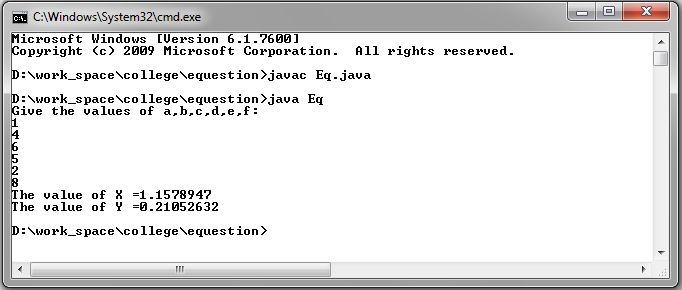 C:\Windows\System32\cmd.exe
Microsoft Windows [Version 6.1.7600]
Copyright (c) 2009 Microsoft Corporation.  All rights reserved.
D:\work_space\college\equestion>javac Eq.java
D:\work_space\college\equestion>java Eq
Give the values of a,b,c,d,e,f:
1
4
6
5
2
8
The value of X =1.1578947
The value of Y =0.21052632
D:\work_space\college\equestion>